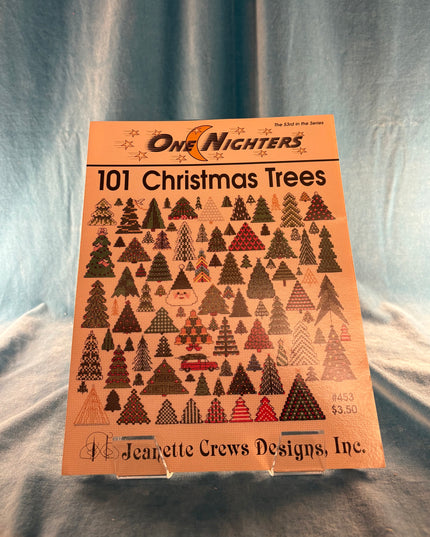 The 53rd in the Series
ONE NIGHTERS
101 Christmas Trees
#453
$3.50
Jeanette Crews Designs, Inc.